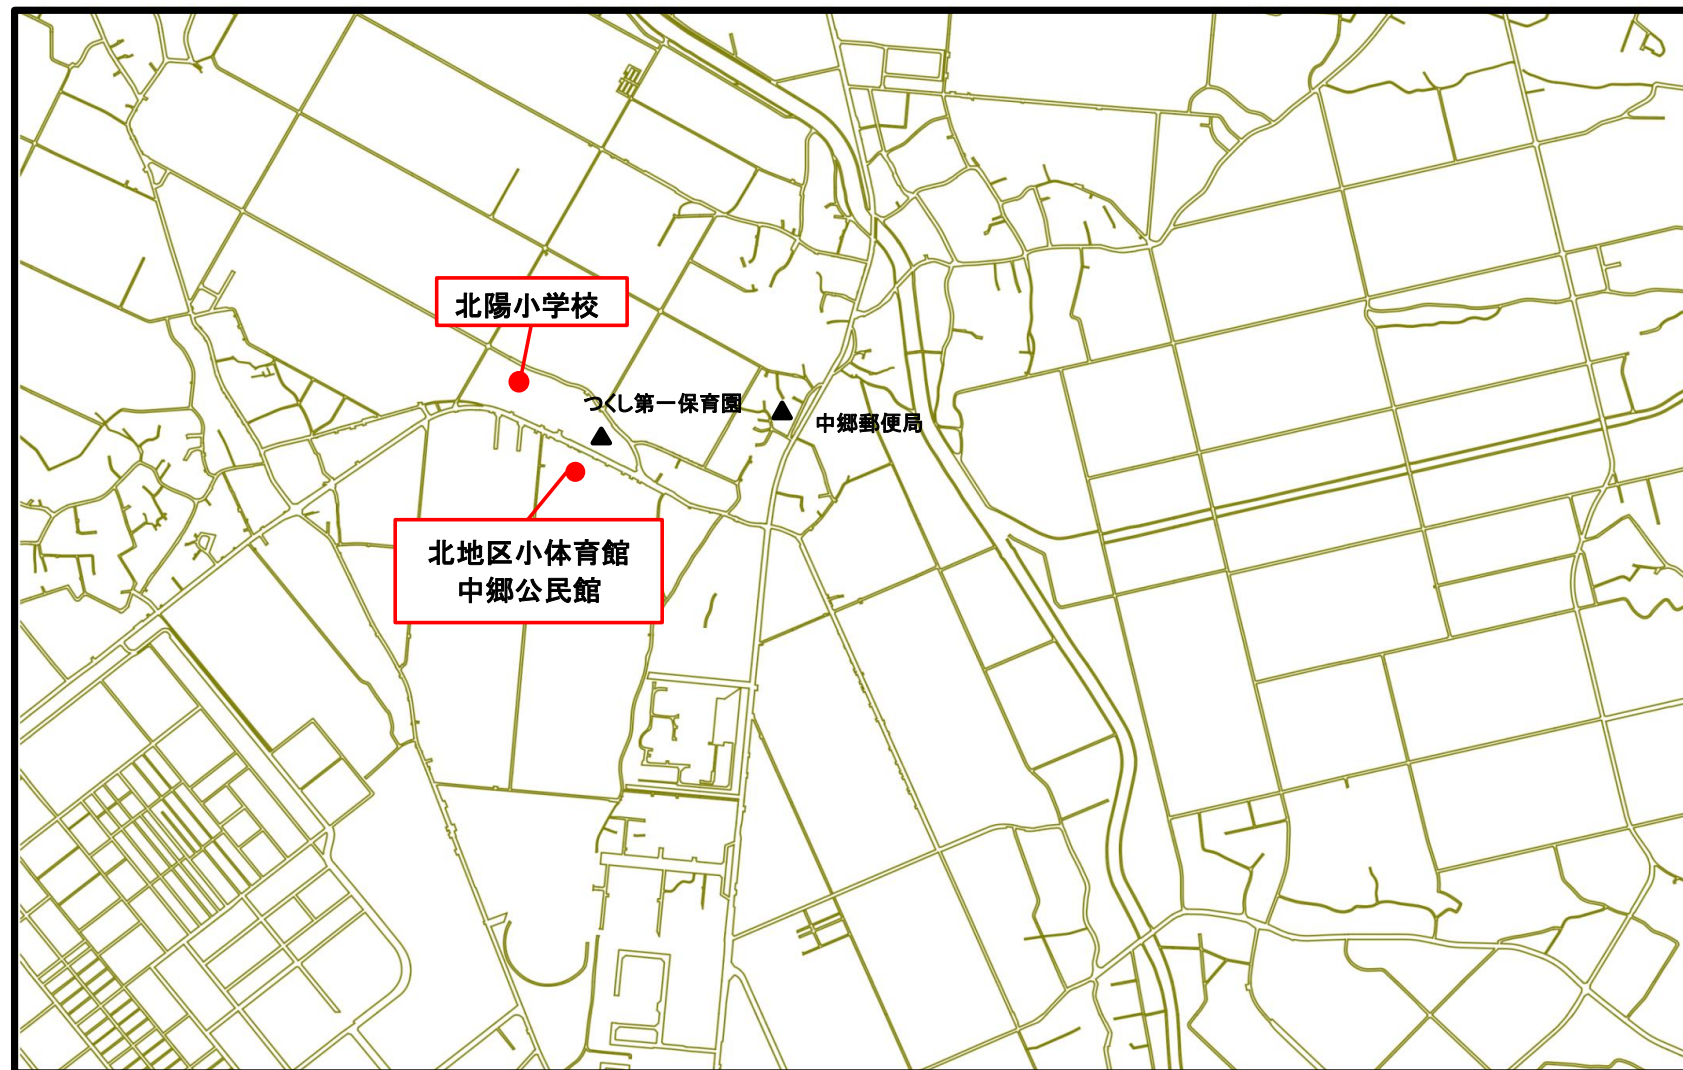 北陽小学校
つくし第一保育園
中郷郵便局
北地区小体育館
中郷公民館